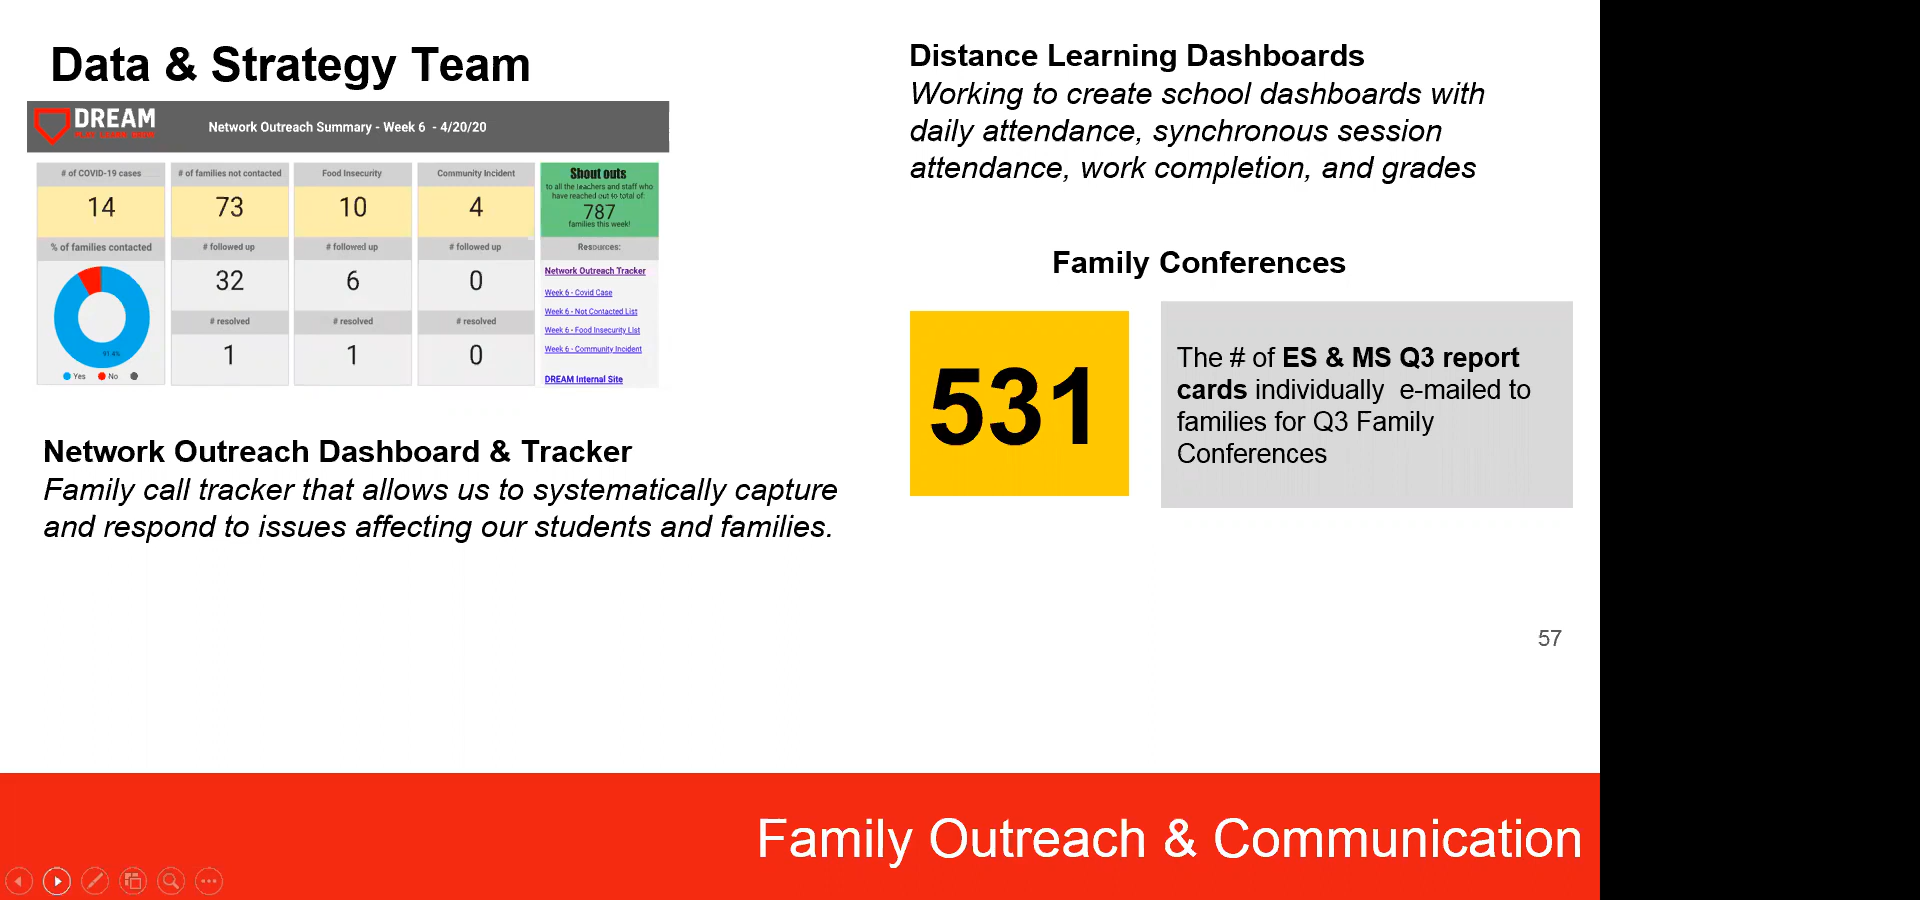 Data & Strategy Team
DREAM
Network Outreach Summary - Week 6 - 4/20/20
# of COVID-19 cases
14
% of families contacted
91.4%
Yes No
# of families not contacted
73
# followed up
32
# resolved
1
Food Insecurity
10
# followed up
6
# resolved
1
Community Incident
4
# followed up
0
# resolved
0
Shout outs
to all the teachers and staff who
have reached out to total of:
787
families this week!
Resources:
Network Outreach Tracker
Week 6 - Covid Case
Week 6 - Not Contacted List
Week 6 - Food Insecurity List
Week 6 - Community Incident
DREAM Internal Site
Network Outreach Dashboard & Tracker
Family call tracker that allows us to systematically capture
and respond to issues affecting our students and families.
Distance Learning Dashboards
Working to create school dashboards with
daily attendance, synchronous session
attendance, work completion, and grades
Family Conferences
531
The # of ES & MS Q3 report
cards individually e-mailed to
families for Q3 Family
Conferences
57
Family Outreach & Communication